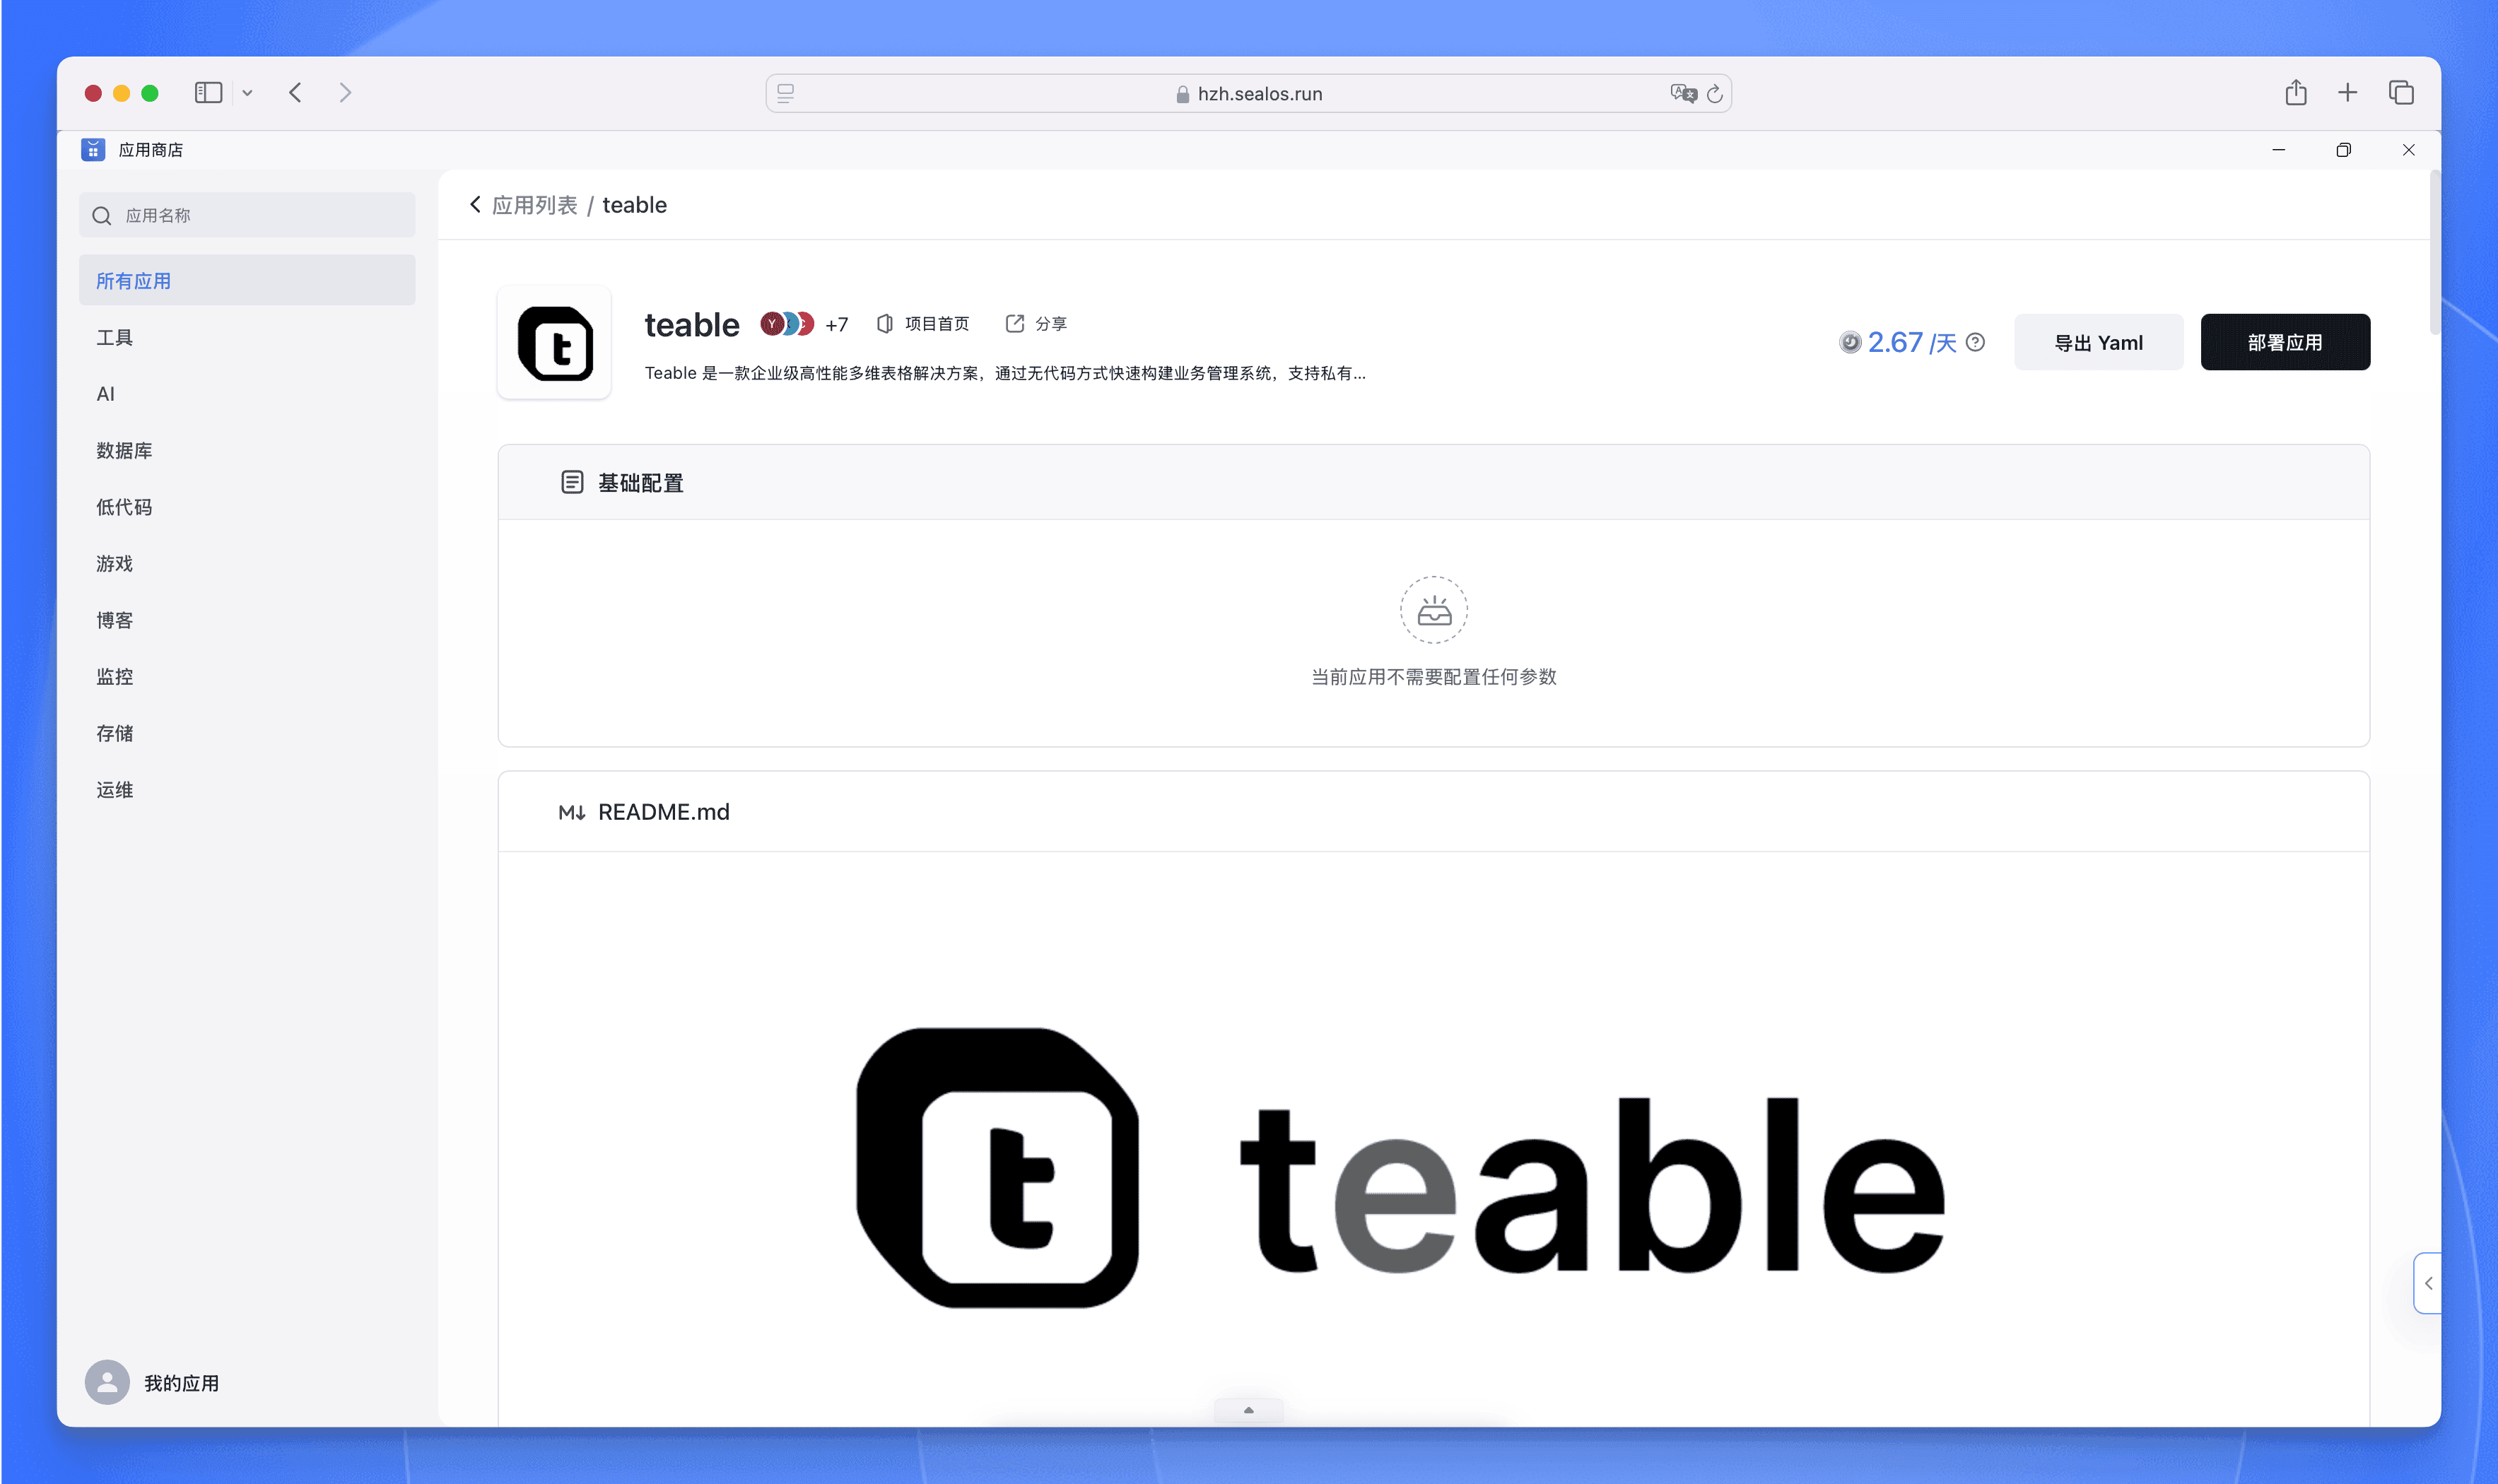 hzh.sealos.run
应用商店
应用名称
所有应用
工具
AI
数据库
低代码
游戏
博客
监控
存储
运维
我的应用
应用列表 / teable
teable +7 项目首页 分享
Teable 是一款企业级高性能多维表格解决方案，通过无代码方式快速构建业务管理系统，支持私有...
2.67 /天
导出 Yaml
部署应用
基础配置
当前应用不需要配置任何参数
README.md
t teable